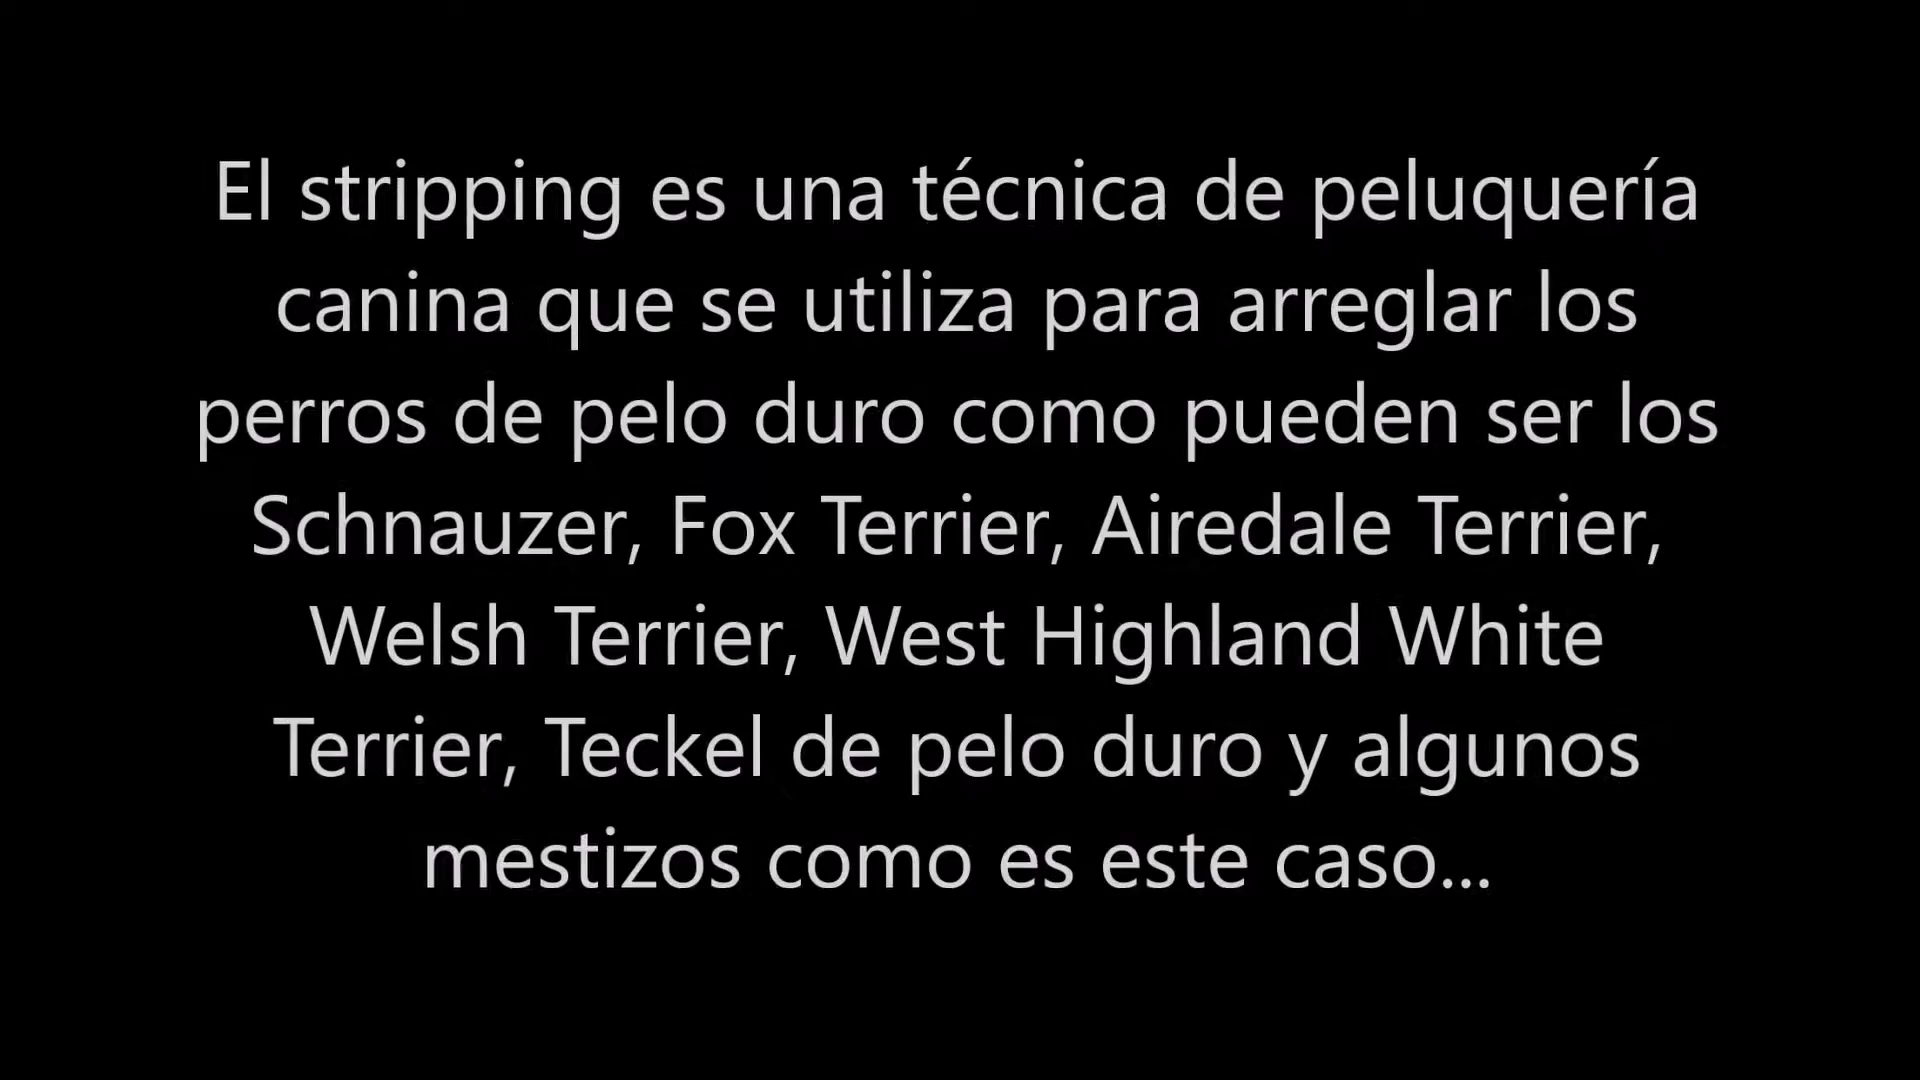 El stripping es una técnica de peluquería
canina que se utiliza para arreglar los
perros de pelo duro como pueden ser los
Schnauzer, Fox Terrier, Airedale Terrier,
Welsh Terrier, West Highland White
Terrier, Teckel de pelo duro y algunos
mestizos como es este caso...